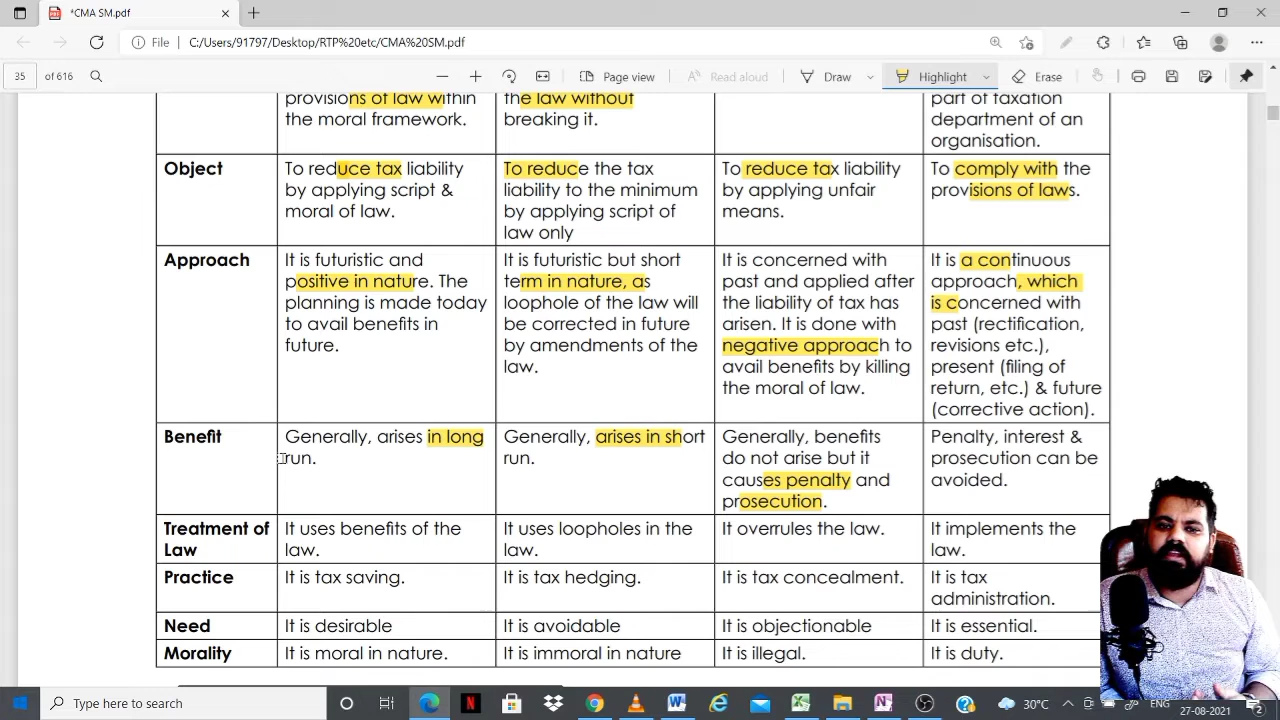 *CMA SM.pdf
File
C:/Users/91797/Desktop/RTP%20etc/CMA%20SM.pdf
35
of 616
Page view
Read aloud
Draw
Highlight
Erase
provisions of law within
the moral framework.
the law without
breaking it.
part of taxation
department of an
organisation.
Object
To reduce tax liability
by applying script &
moral of law.
To reduce the tax
liability to the minimum
by applying script of
law only
To reduce tax liability
by applying unfair
means.
To comply with the
provisions of laws.
Approach
It is futuristic and
positive in nature. The
planning is made today
to avail benefits in
future.
It is futuristic but short
term in nature, as
loophole of the law will
be corrected in future
by amendments of the
law.
It is concerned with
past and applied after
the liability of tax has
arisen. It is done with
negative approach to
avail benefits by killing
the moral of law.
It is a continuous
approach, which
is concerned with
past (rectification,
revisions etc.),
present (filing of
return, etc.) & future
(corrective action).
Benefit
Generally, arises in long
run.
Generally, arises in short
run.
Generally, benefits
do not arise but it
causes penalty and
prosecution.
Penalty, interest &
prosecution can be
avoided.
Treatment of
Law
It uses benefits of the
law.
It uses loopholes in the
law.
It overrules the law.
It implements the
law.
Practice
It is tax saving.
It is tax hedging.
It is tax concealment.
It is tax
administration.
Need
It is desirable
It is avoidable
It is objectionable
It is essential.
Morality
It is moral in nature.
It is immoral in nature
It is illegal.
It is duty.
Type here to search
30°C
ENG
27-08-2021